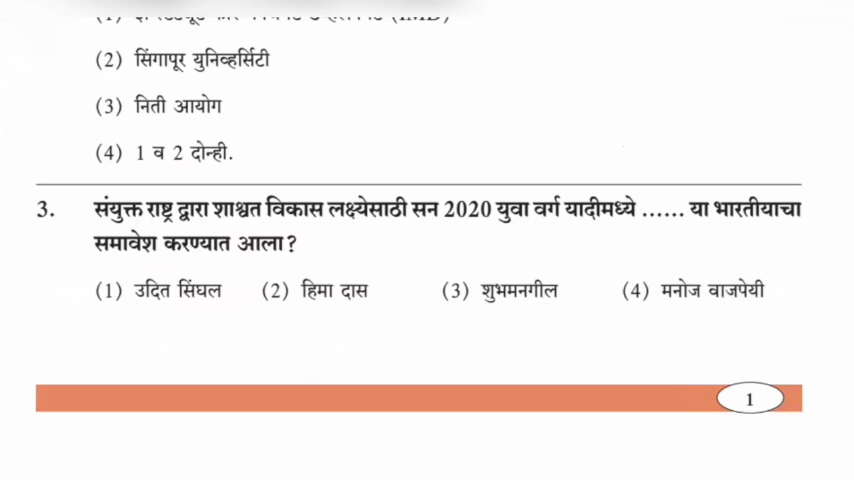 (2) सिंगापूर युनिव्हर्सिटी
(3) निती आयोग
(4) 1 व 2 दोन्ही.
3. संयुक्त राष्ट्र द्वारा शाश्वत विकास लक्ष्येसाठी सन 2020 युवा वर्ग यादीमध्ये ...... या भारतीयाचा
समावेश करण्यात आला?
(1) उदित सिंघल (2) हिमा दास (3) शुभमनगील (4) मनोज वाजपेयी
1